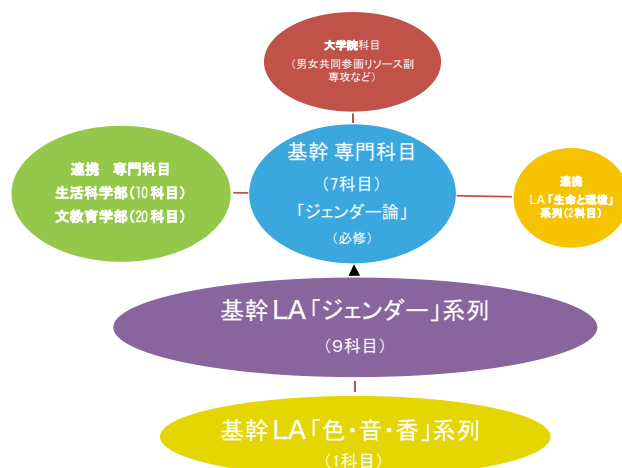 大学院科目
(男女共同参画リソース副
専攻など)
基幹 専門科目
(7科目)
「ジェンダー論」
(必修)
連携 専門科目
生活科学部(10科目)
文教育学部(20科目)
連携
LA「生命と環境」
系列(2科目)
基幹LA「ジェンダー」系列
(9科目)
基幹LA「色・音・香」系列
(1科目)